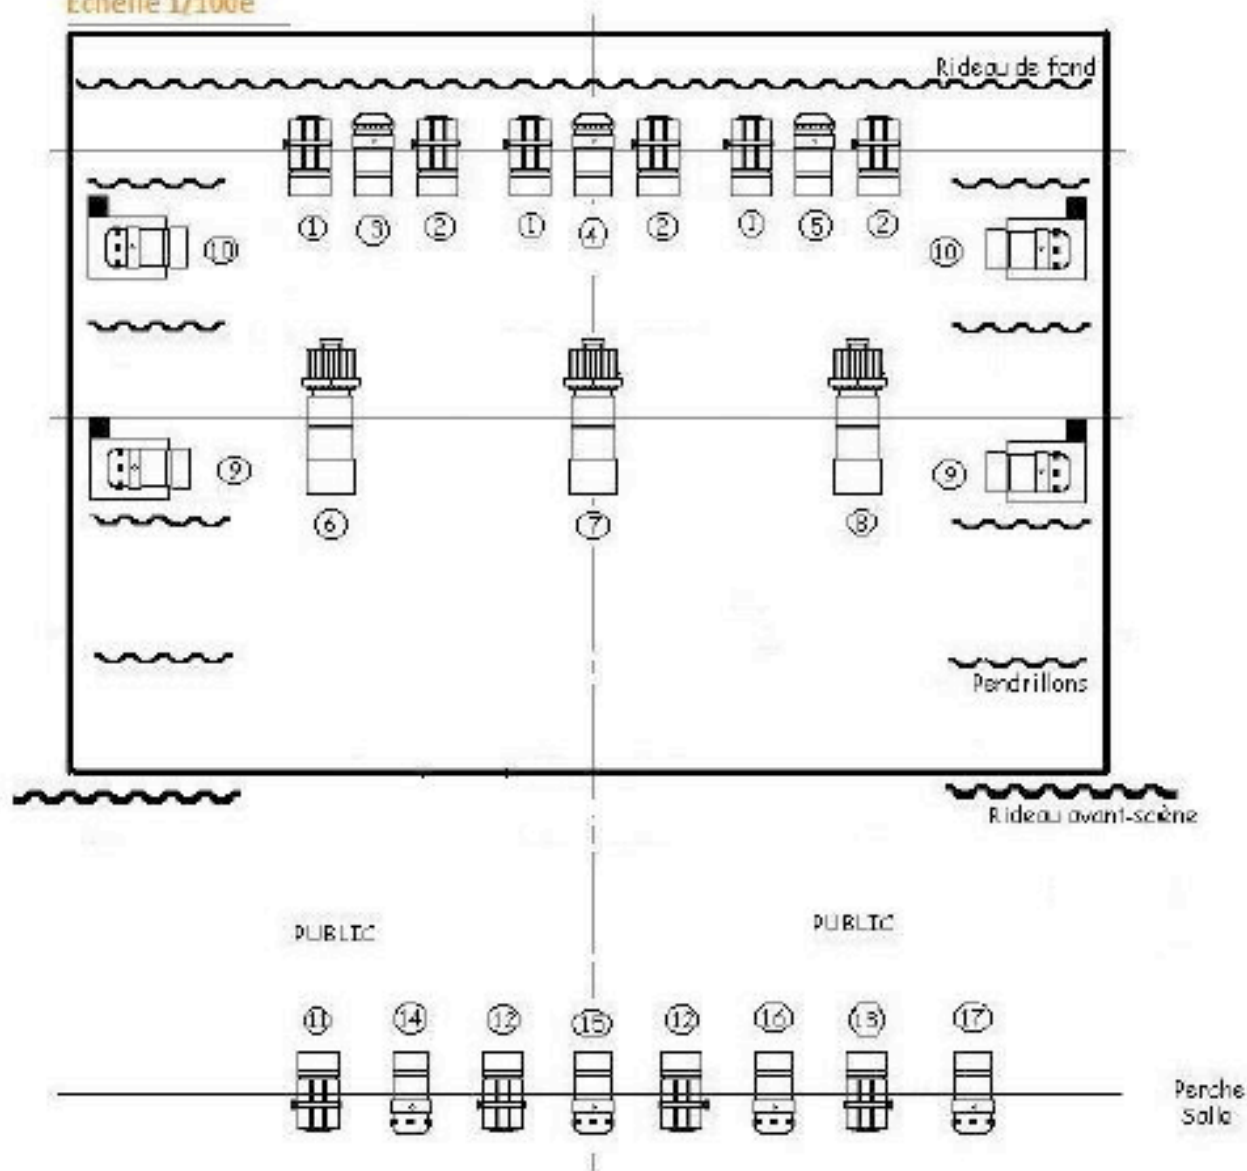 Echelle 1/100e
Rideau de fond
1 3 2 1 4 2 1 5 2
10 10
9 9
6 7 8
Pendrillons
Rideau avant-sciène
PUBLIC PUBLIC
11 14 12 15 12 16 13 17
Perche
Salle